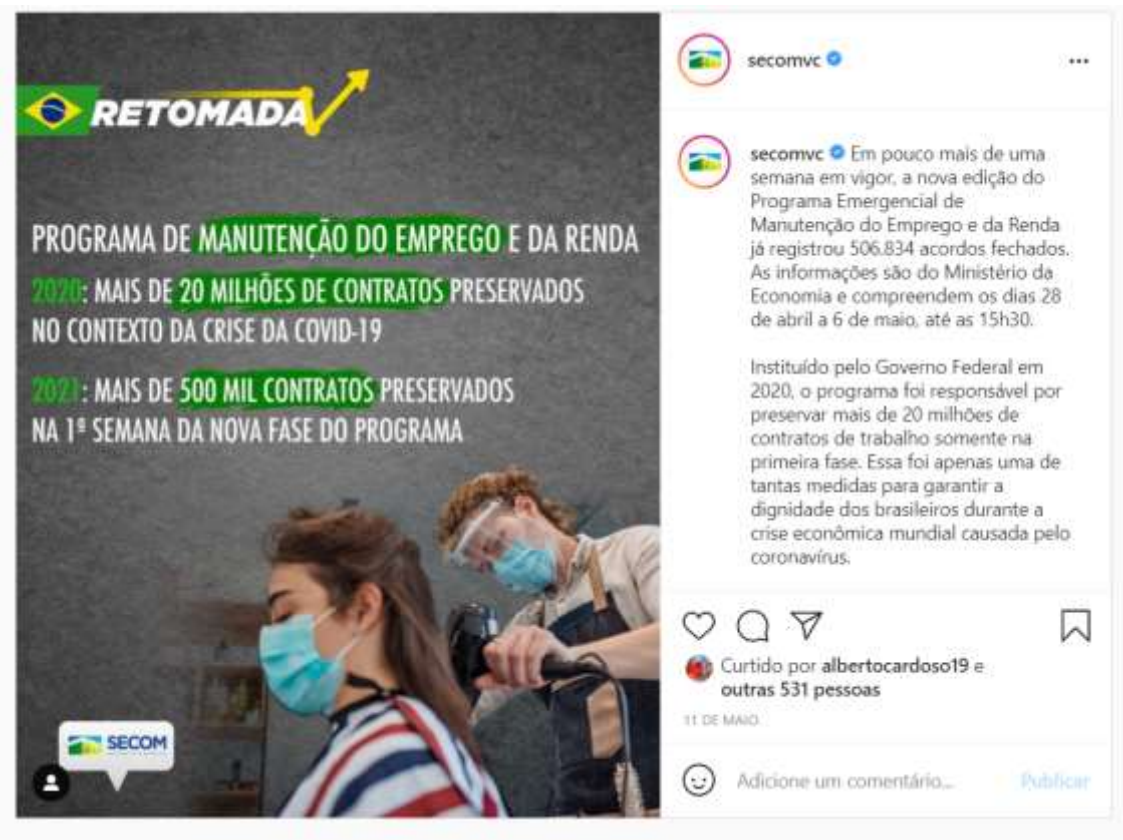 RETOMADA
PROGRAMA DE MANUTENÇÃO DO EMPREGO E DA RENDA
2020: MAIS DE 20 MILHÕES DE CONTRATOS PRESERVADOS
NO CONTEXTO DA CRISE DA COVID-19
2021: MAIS DE 500 MIL CONTRATOS PRESERVADOS
NA 1ª SEMANA DA NOVA FASE DO PROGRAMA
SECOM
secomvc
secomvc Em pouco mais de uma
semana em vigor, a nova edição do
Programa Emergencial de
Manutenção do Emprego e da Renda
já registrou 506.834 acordos fechados.
As informações são do Ministério da
Economia e compreendem os dias 28
de abril a 6 de maio, até as 15h30.
Instituído pelo Governo Federal em
2020, o programa foi responsável por
preservar mais de 20 milhões de
contratos de trabalho somente na
primeira fase. Essa foi apenas uma de
tantas medidas para garantir a
dignidade dos brasileiros durante a
crise econômica mundial causada pelo
coronavírus.
Curtido por albertocardoso19 e
outras 531 pessoas
11 DE MAIO
Adicione um comentário...
Publicar